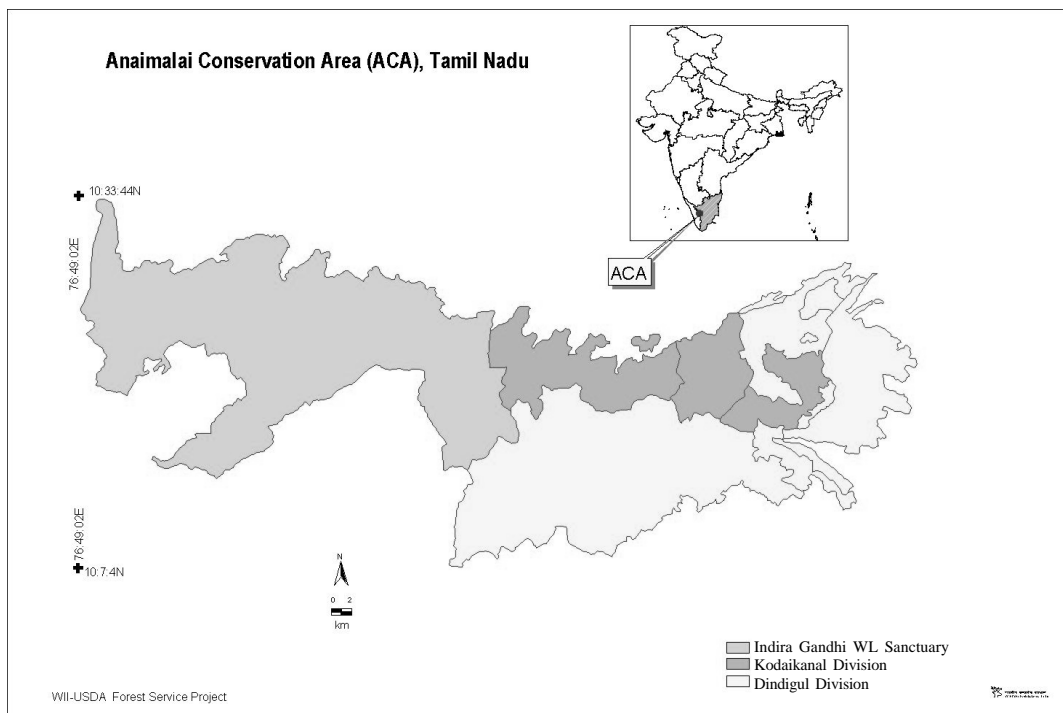 Anaimalai Conservation Area (ACA), Tamil Nadu
10:33:44N
76:49:02E
ACA
76:49:02E
10:7:4N
N
0 2
km
Indira Gandhi WL Sanctuary
Kodaikanal Division
Dindigul Division
WII-USDA Forest Service Project